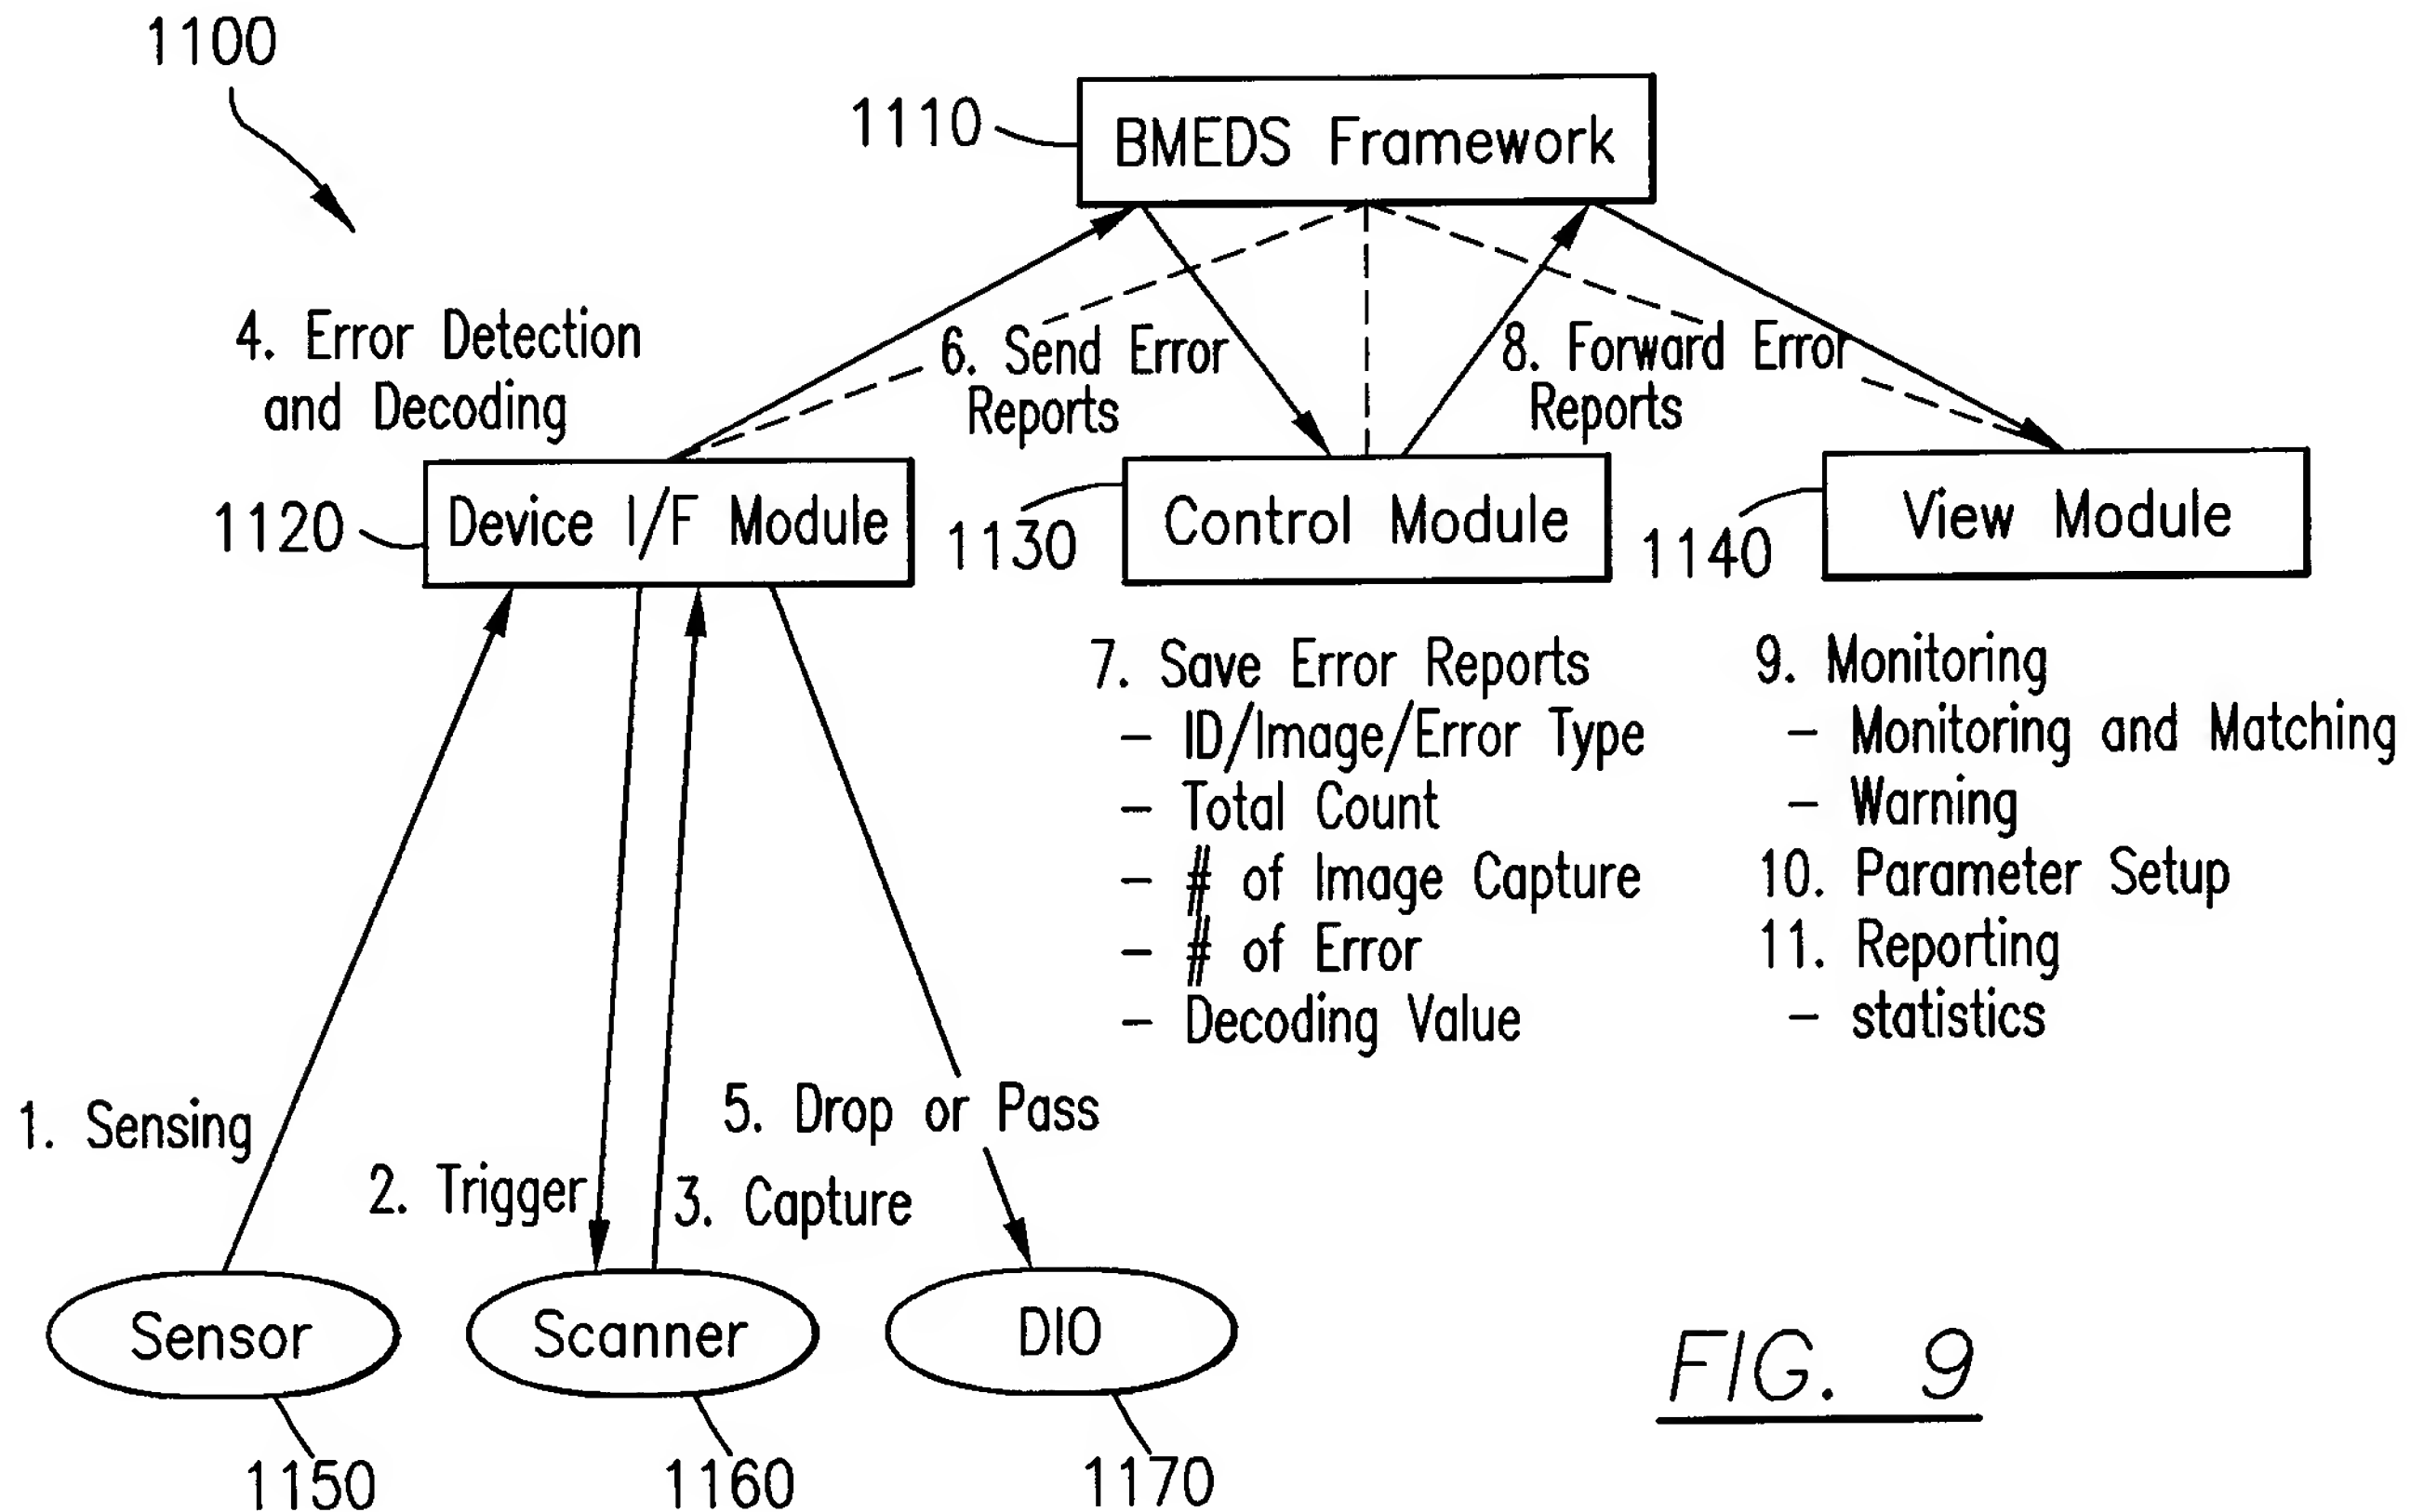 1100
1110
BMEDS Framework
4. Error Detection
and Decoding
6. Send Error
Reports
8. Forward Error
Reports
1120
Device I/F Module
1130
Control Module
1140
View Module
7. Save Error Reports
- ID/Image/Error Type
- Total Count
- # of Image Capture
- # of Error
- Decoding Value
9. Monitoring
- Monitoring and Matching
- Warning
10. Parameter Setup
11. Reporting
- statistics
1. Sensing
2. Trigger
3. Capture
5. Drop or Pass
Sensor
Scanner
DIO
1150
1160
1170
FIG. 9